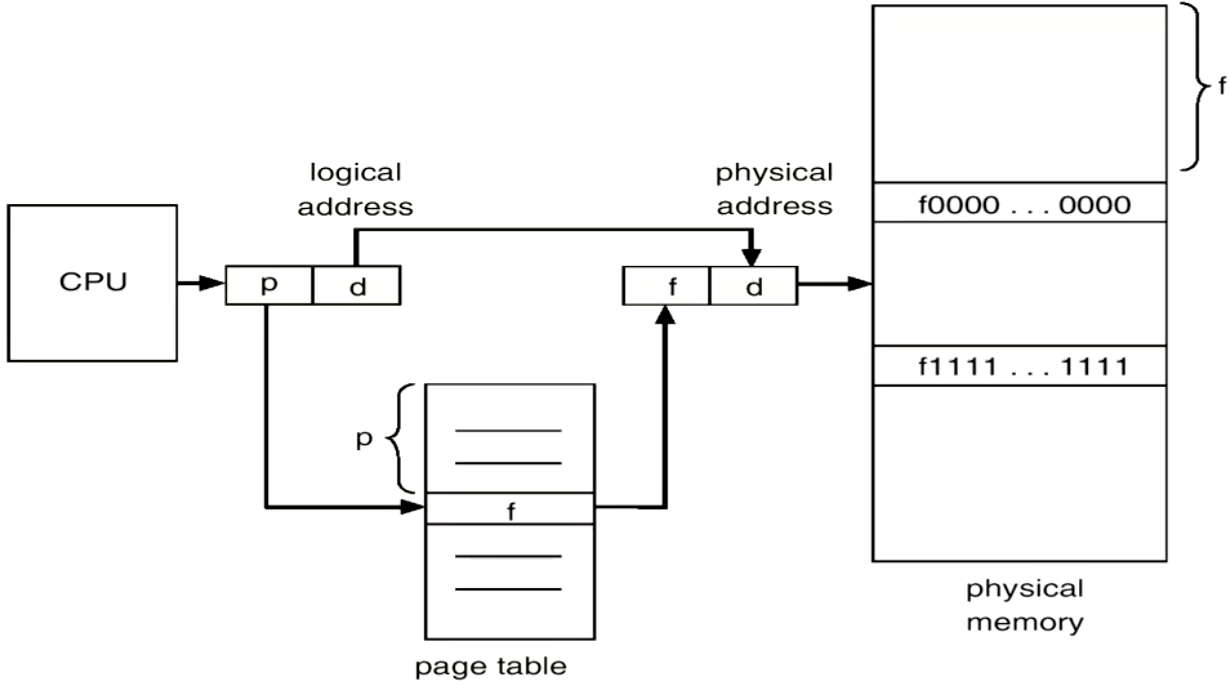 f
logical
address
physical
address
f0000 . . . 0000
CPU
p
d
f
d
f1111 . . . 1111
p
f
physical
memory
page table